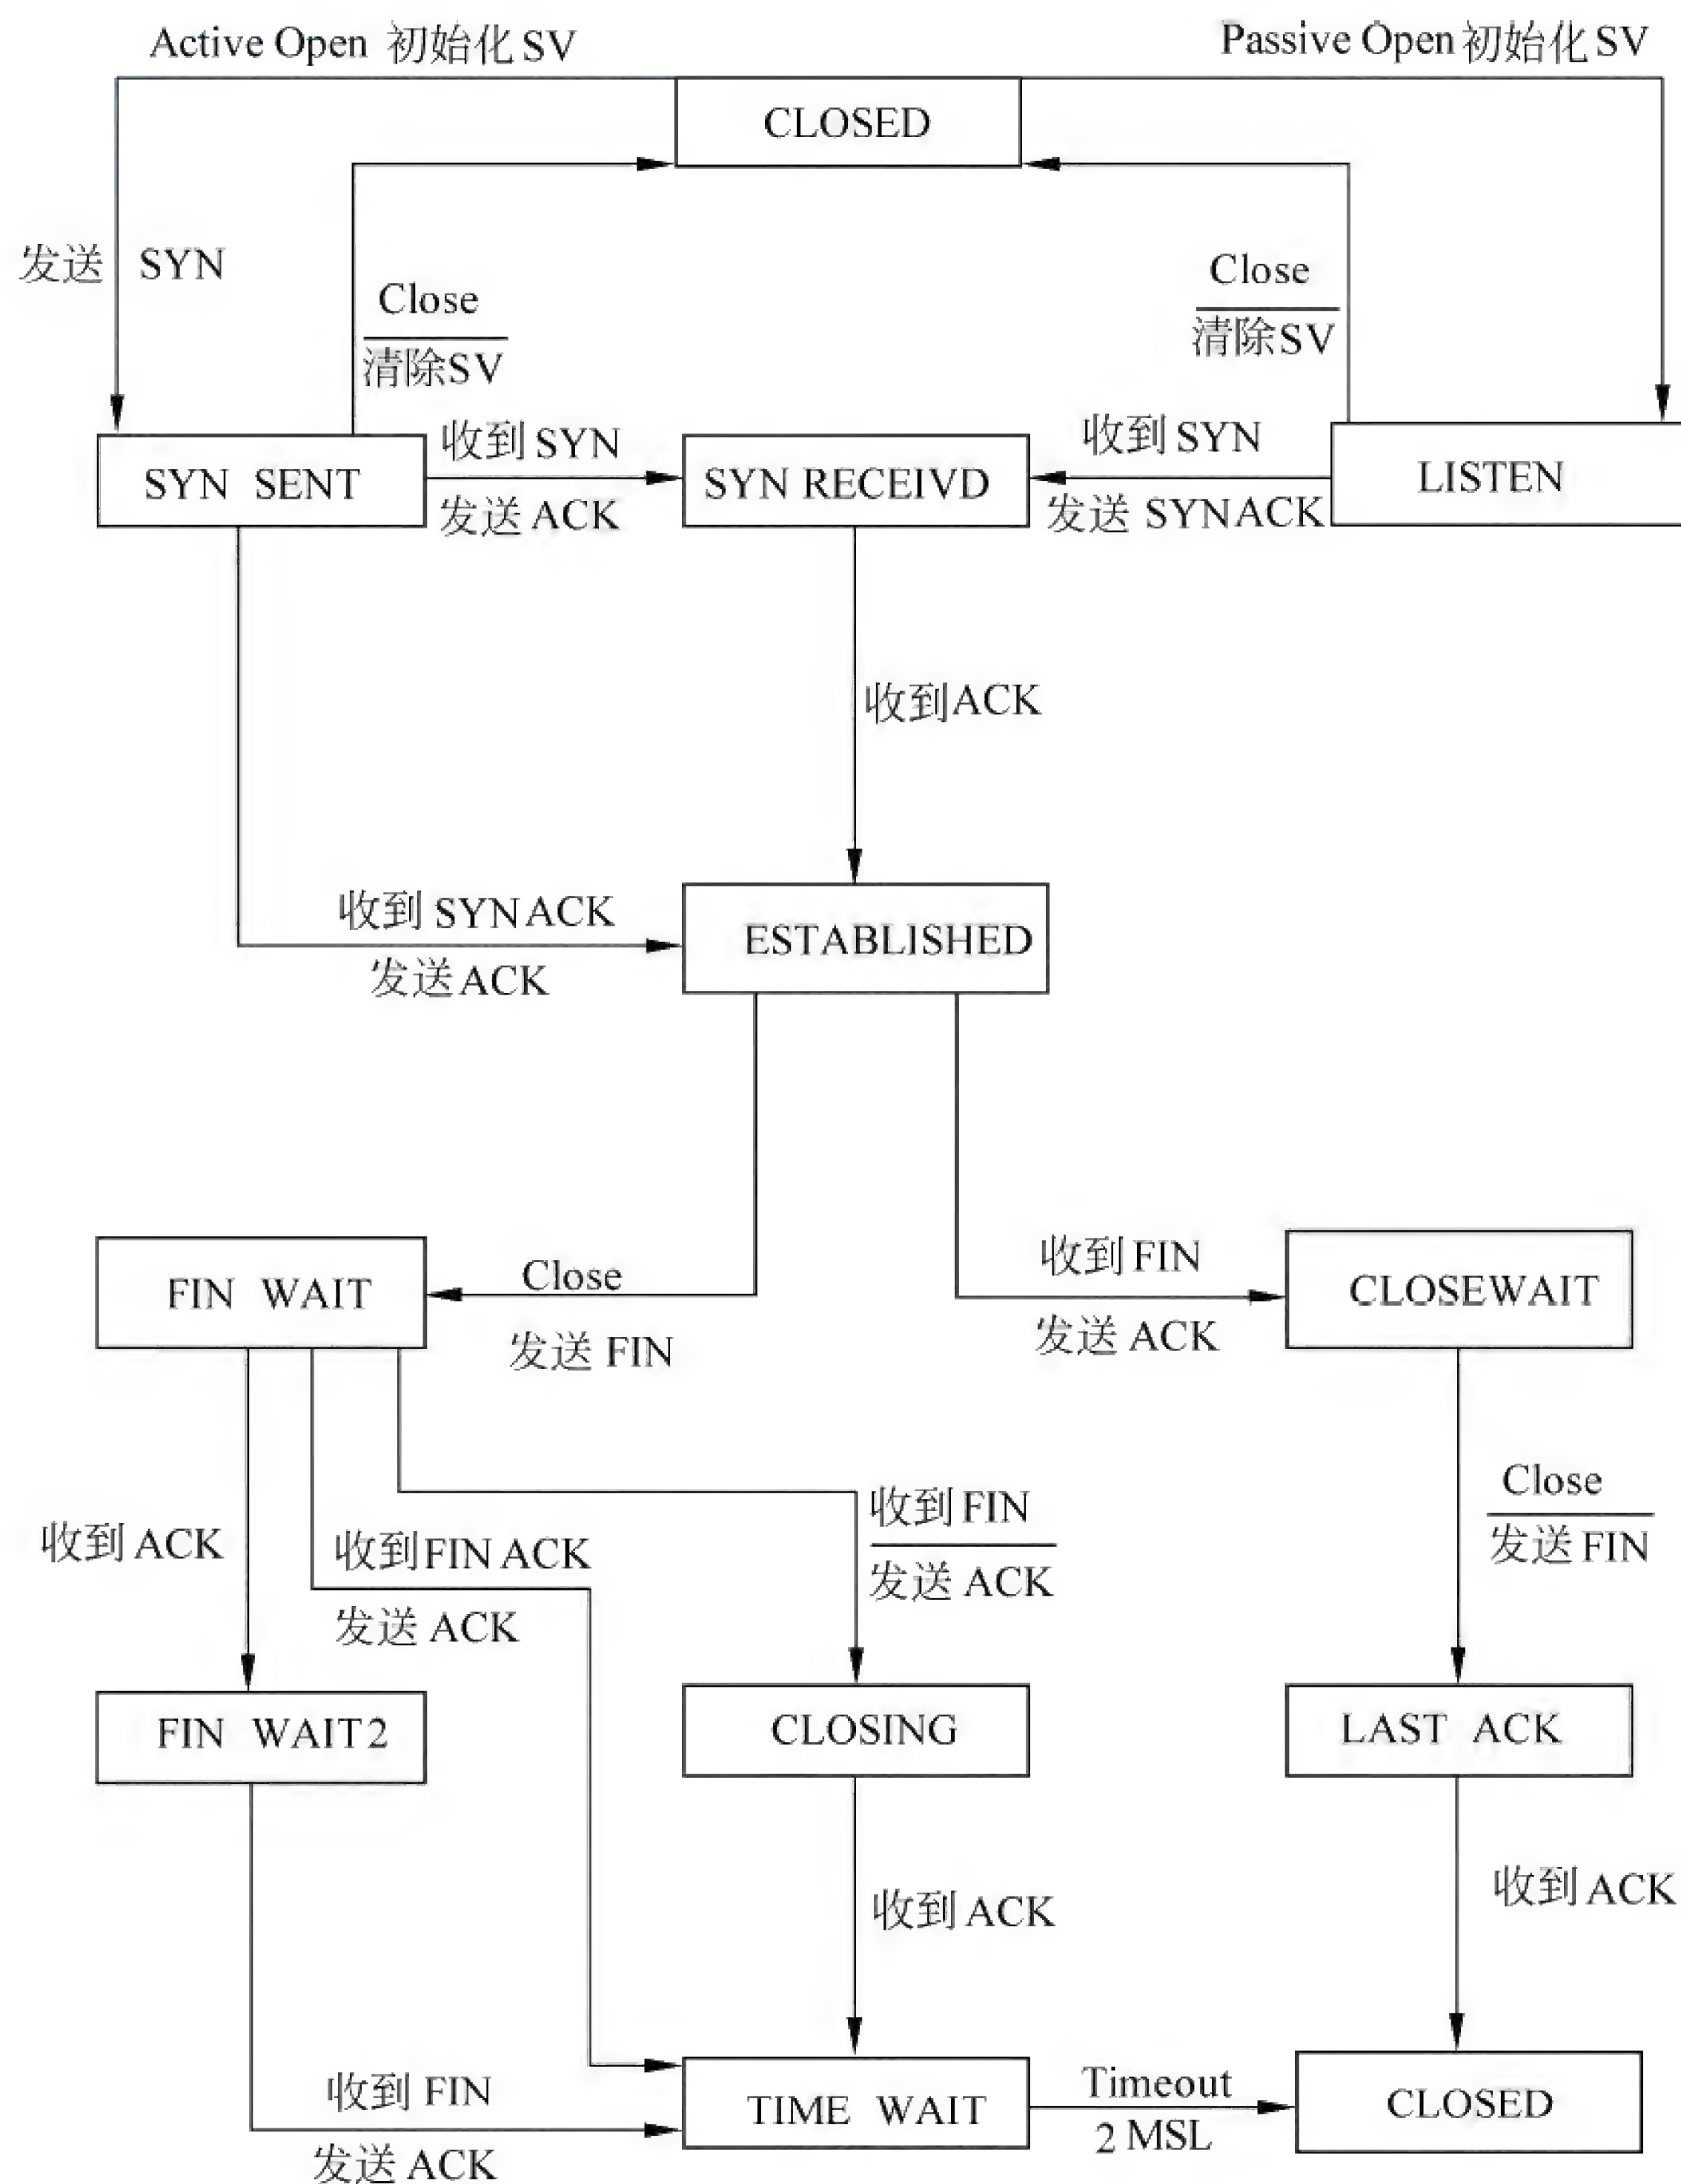 Active Open 初始化SV
Passive Open初始化SV
CLOSED
发送 SYN
Close
清除SV
Close
清除SV
SYN SENT
收到 SYN
发送 ACK
SYN RECEIVD
收到 SYN
发送 SYNACK
LISTEN
收到ACK
收到 SYNACK
发送ACK
ESTABLISHED
FIN WAIT
Close
发送 FIN
收到 FIN
发送 ACK
CLOSEWAIT
收到 ACK
收到FIN ACK
发送 ACK
收到 FIN
发送 ACK
Close
发送 FIN
FIN WAIT2
CLOSING
LAST ACK
收到 ACK
收到 ACK
收到 FIN
发送 ACK
TIME WAIT
Timeout
2 MSL
CLOSED